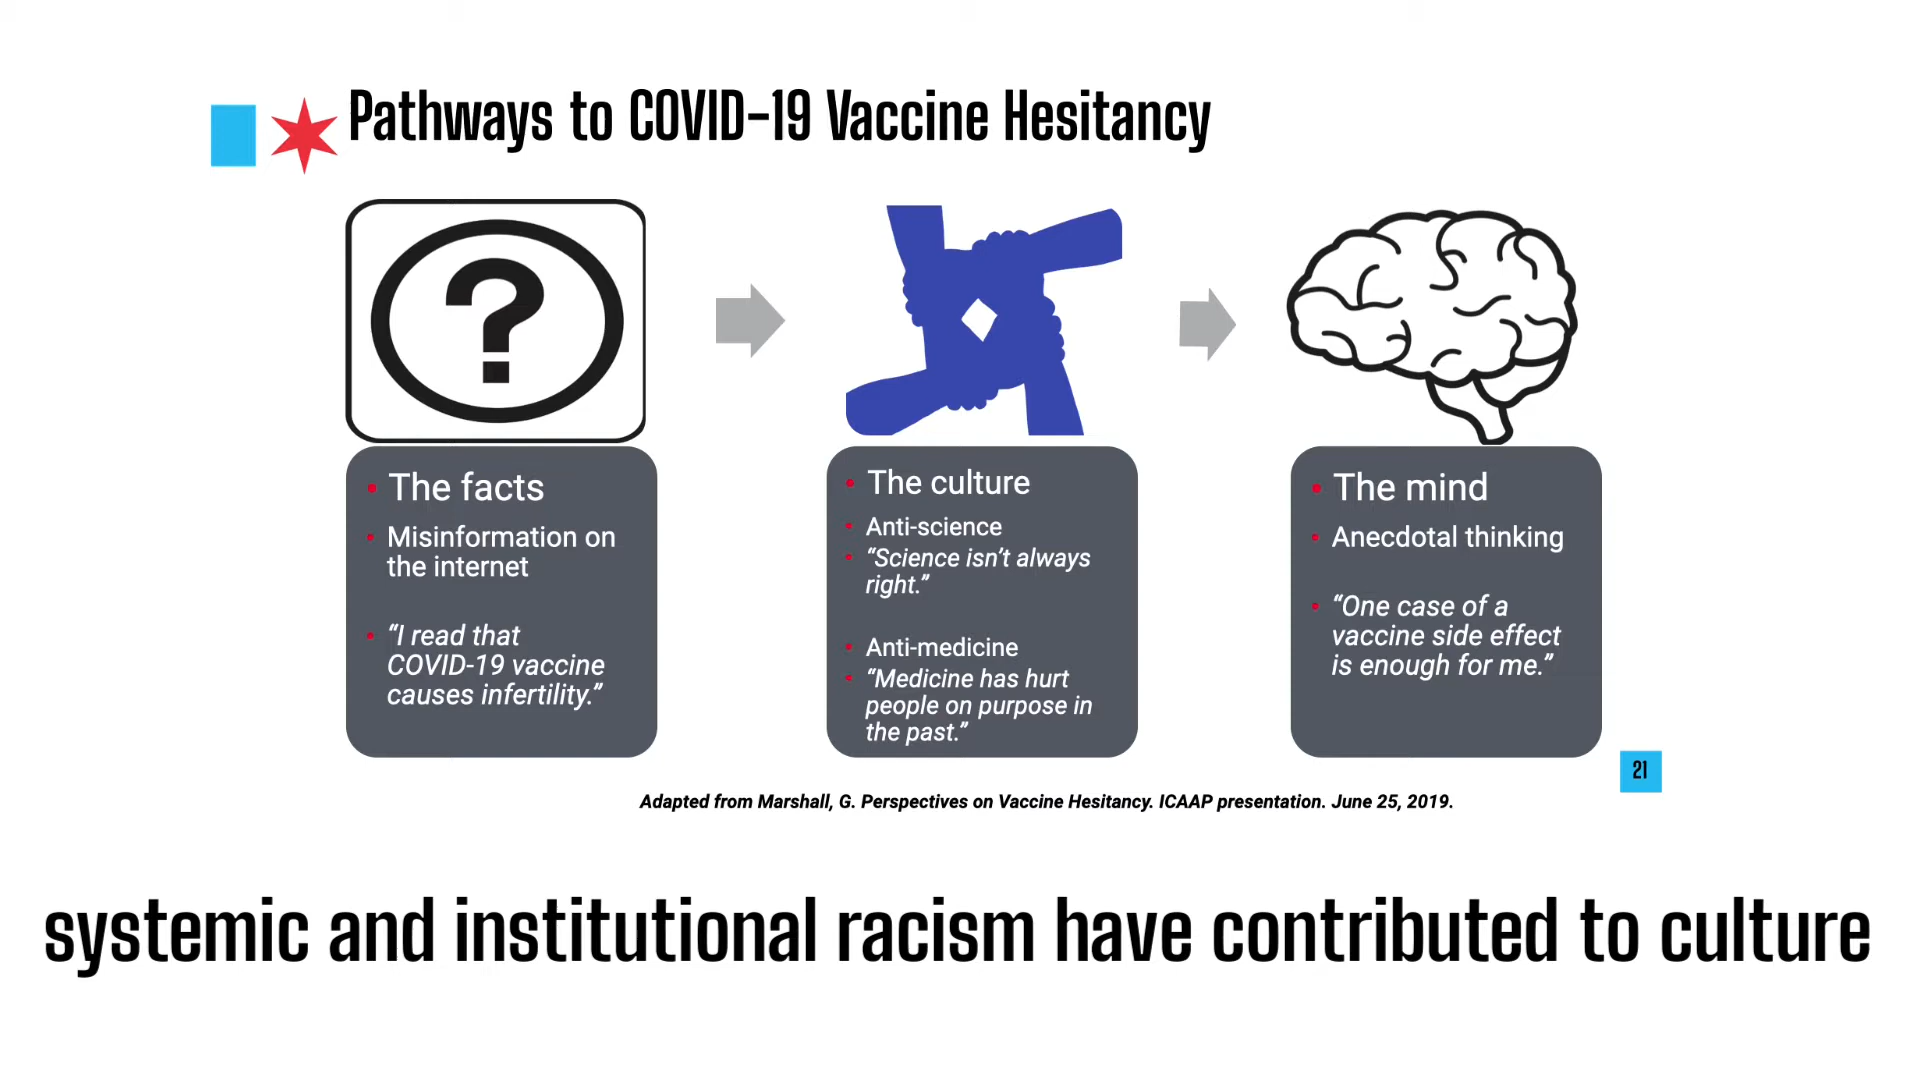 Pathways to COVID-19 Vaccine Hesitancy
?
• The facts
• Misinformation on
the internet
• “I read that
COVID-19 vaccine
causes infertility.”
• The culture
• Anti-science
• “Science isn’t always
right.”
• Anti-medicine
• “Medicine has hurt
people on purpose in
the past.”
• The mind
• Anecdotal thinking
• “One case of a
vaccine side effect
is enough for me.”
21
Adapted from Marshall, G. Perspectives on Vaccine Hesitancy. ICAAP presentation. June 25, 2019.
systemic and institutional racism have contributed to culture